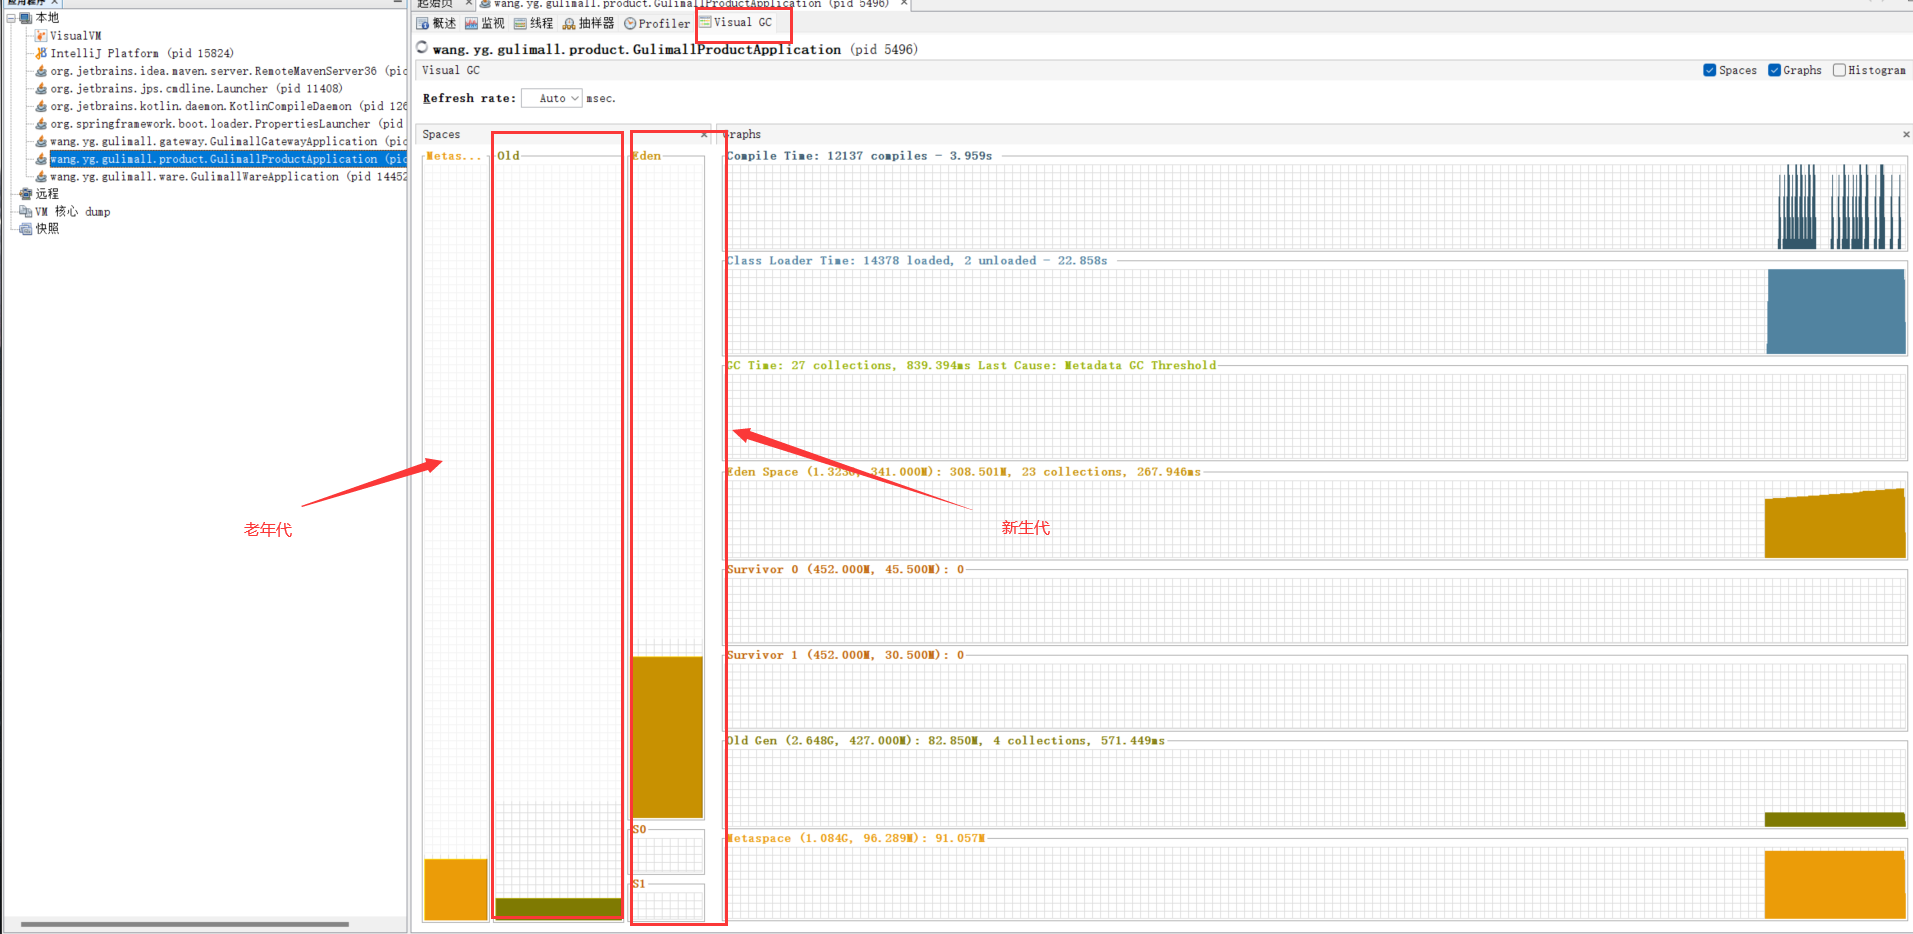 应用程序
本地
VisualVM
IntelliJ Platform (pid 15824)
org.jetbrains.idea.maven.server.RemoteMavenServer36 (pid
org.jetbrains.jps.cmdline.Launcher (pid 11408)
org.jetbrains.kotlin.daemon.KotlinCompileDaemon (pid 126
org.springframework.boot.loader.PropertiesLauncher (pid
wang.yg.gulimall.gateway.GulimallGatewayApplication (pid
wang.yg.gulimall.product.GulimallProductApplication (pid
wang.yg.gulimall.ware.GulimallWareApplication (pid 14452
远程
VM 核心 dump
快照
起始页
wang.yg.gulimall.product.GulimallProductApplication (pid 5496)
概述
监视
线程
抽样器
Profiler
Visual GC
wang.yg.gulimall.product.GulimallProductApplication (pid 5496)
Visual GC
Spaces
Graphs
Histogram
Refresh rate:
Auto
msec.
Spaces
Metas...
Old
Eden
S0
S1
老年代
新生代
Graphs
Compile Time: 12137 compiles - 3.959s
Class Loader Time: 14378 loaded, 2 unloaded - 22.858s
GC Time: 27 collections, 839.394ms Last Cause: Metadata GC Threshold
Eden Space (1.323G, 341.000M): 308.501M, 23 collections, 267.946ms
Survivor 0 (452.000M, 45.500M): 0
Survivor 1 (452.000M, 30.500M): 0
Old Gen (2.648G, 427.000M): 82.850M, 4 collections, 571.449ms
Metaspace (1.084G, 96.289M): 91.057M